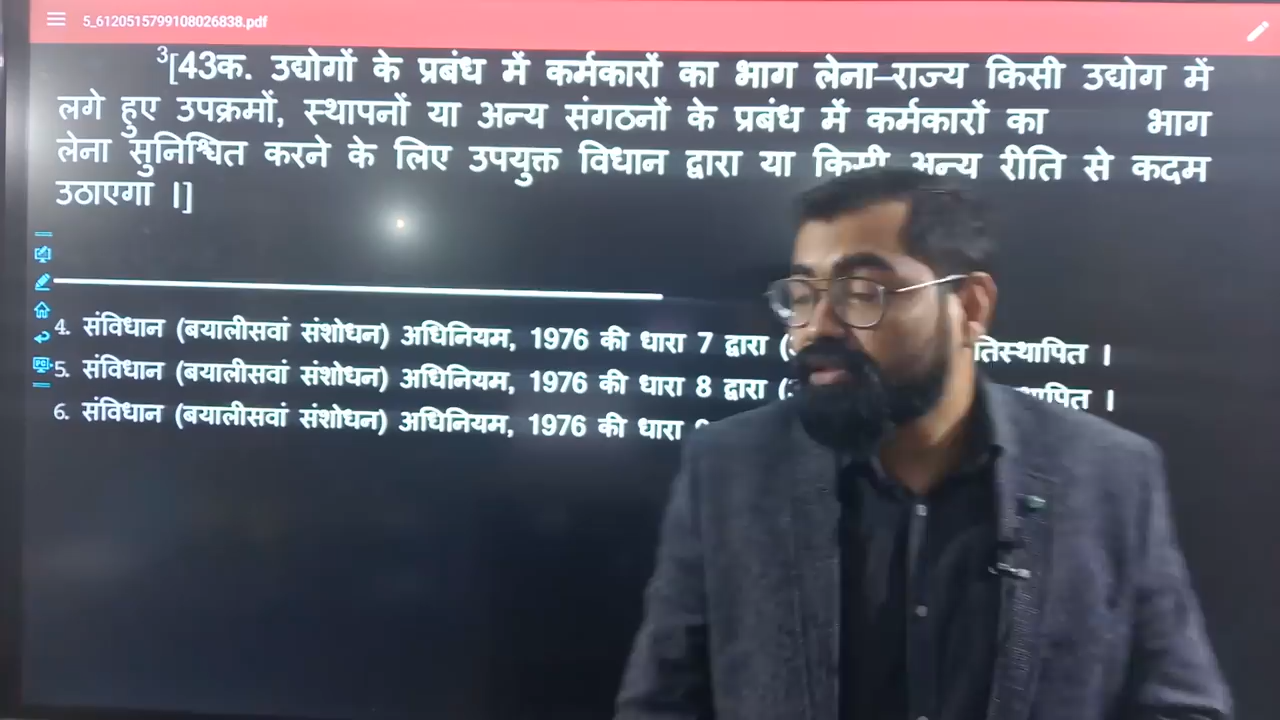 5_6120515799108026838.pdf
3[43क. उद्योगों के प्रबंध में कर्मकारों का भाग लेना–राज्य किसी उद्योग में
लगे हुए उपक्रमों, स्थापनों या अन्य संगठनों के प्रबंध में कर्मकारों का भाग
लेना सुनिश्चित करने के लिए उपयुक्त विधान द्वारा या किसी अन्य रीति से कदम
उठाएगा ।]
4. संविधान (बयालीसवां संशोधन) अधिनियम, 1976 की धारा 7 द्वारा ( तिस्थापित ।
5. संविधान (बयालीसवां संशोधन) अधिनियम, 1976 की धारा 8 द्वारा ( स्थापित ।
6. संविधान (बयालीसवां संशोधन) अधिनियम, 1976 की धारा